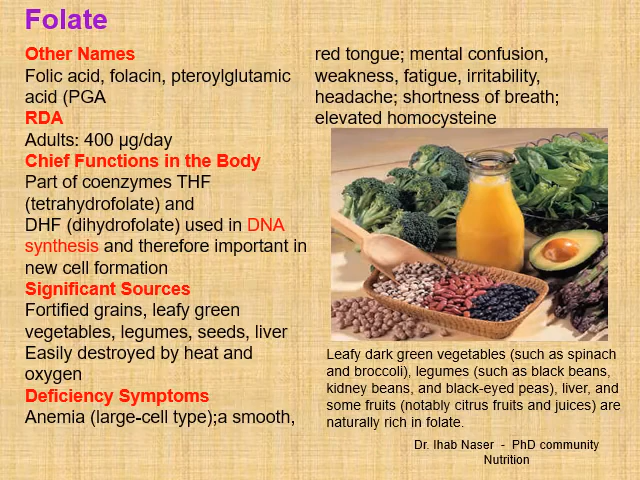 Folate
Other Names
Folic acid, folacin, pteroylglutamic
acid (PGA
RDA
Adults: 400 µg/day
Chief Functions in the Body
Part of coenzymes THF
(tetrahydrofolate) and
DHF (dihydrofolate) used in DNA
synthesis and therefore important in
new cell formation
Significant Sources
Fortified grains, leafy green
vegetables, legumes, seeds, liver
Easily destroyed by heat and
oxygen
Deficiency Symptoms
Anemia (large-cell type);a smooth,
red tongue; mental confusion,
weakness, fatigue, irritability,
headache; shortness of breath;
elevated homocysteine
Leafy dark green vegetables (such as spinach
and broccoli), legumes (such as black beans,
kidney beans, and black-eyed peas), liver, and
some fruits (notably citrus fruits and juices) are
naturally rich in folate.
Dr. Ihab Naser - PhD community
Nutrition